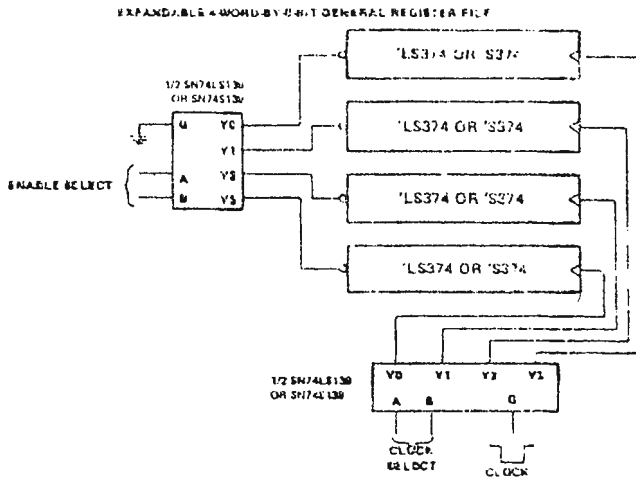 EXPANDABLE 4-WORD-BY-8-BIT GENERAL REGISTER FILE
1/2 SN74LS139
OR SN74S139
G Y0
Y1
A Y2
B Y3
ENABLE SELECT
'LS374 OR 'S374
'LS374 OR 'S374
'LS374 OR 'S374
'LS374 OR 'S374
1/2 SN74LS139
OR SN74S139
Y0 Y1 Y2 Y3
A B G
CLOCK
SELECT
CLOCK